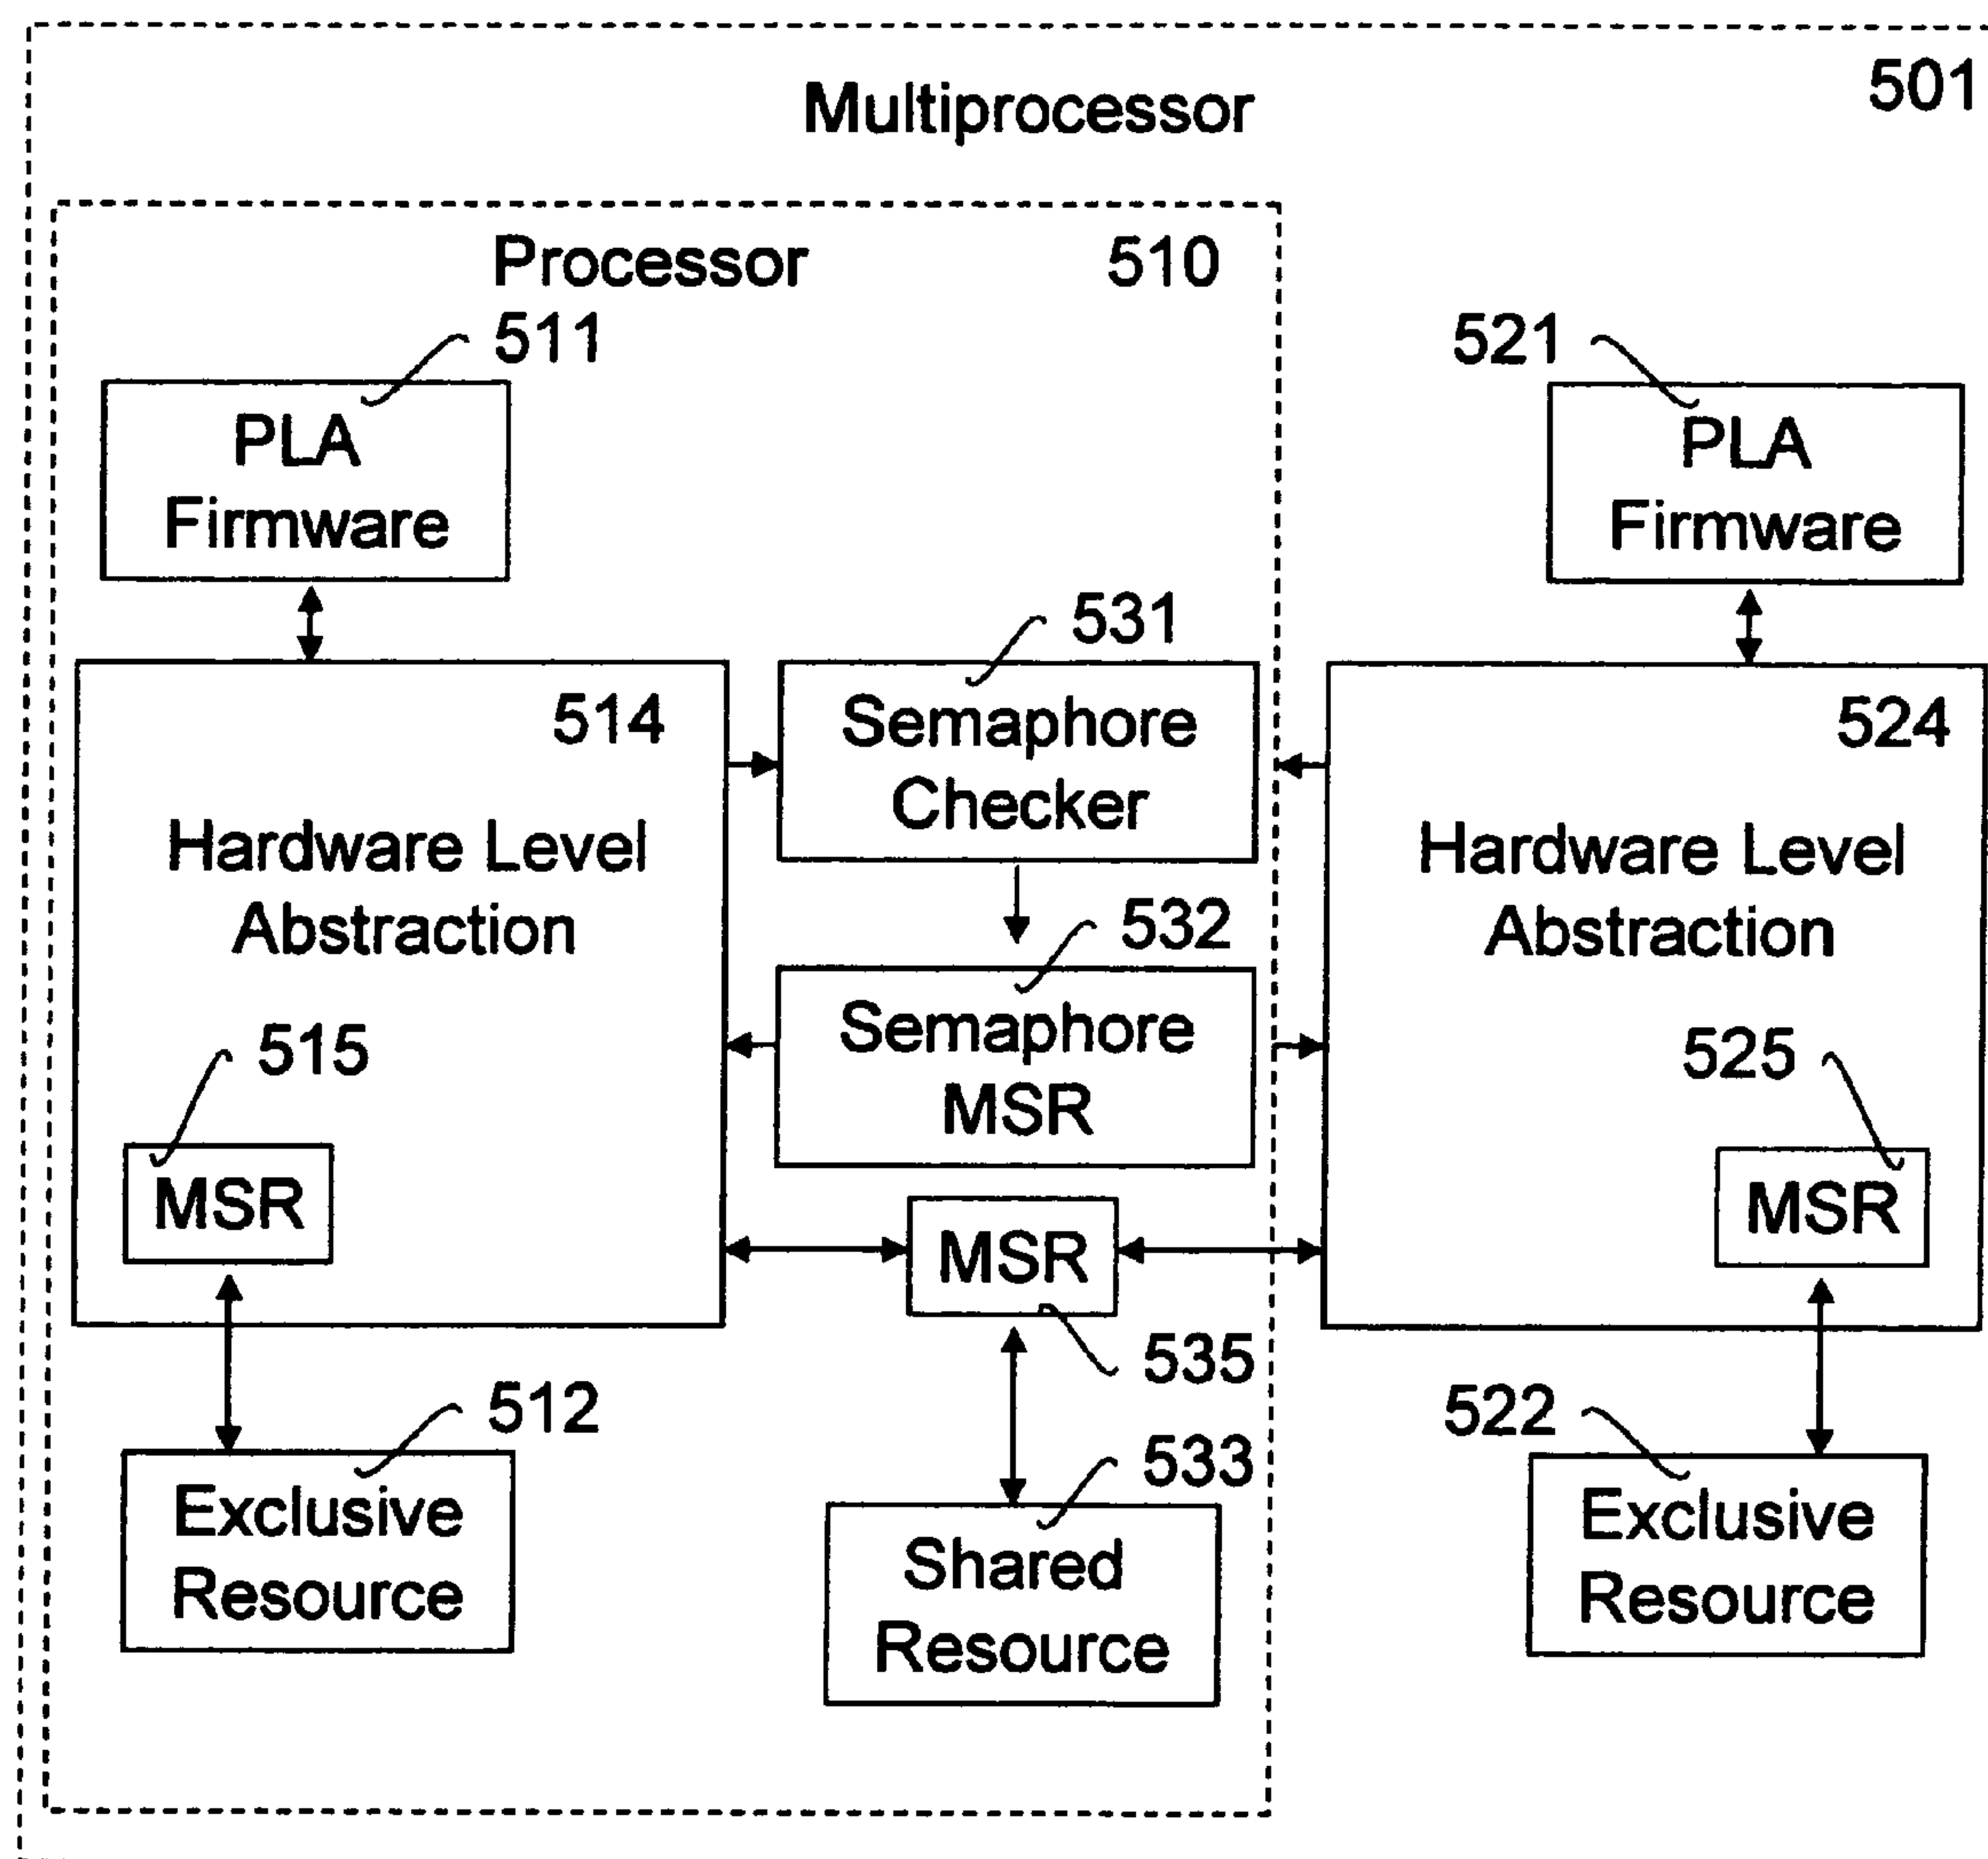 501
Multiprocessor
Processor 510
511
521
PLA
Firmware
PLA
Firmware
531
514
Semaphore
Checker
524
Hardware Level
Abstraction
Hardware Level
Abstraction
532
Semaphore
MSR
515
525
MSR
MSR
MSR
535
512
522
533
Exclusive
Resource
Shared
Resource
Exclusive
Resource